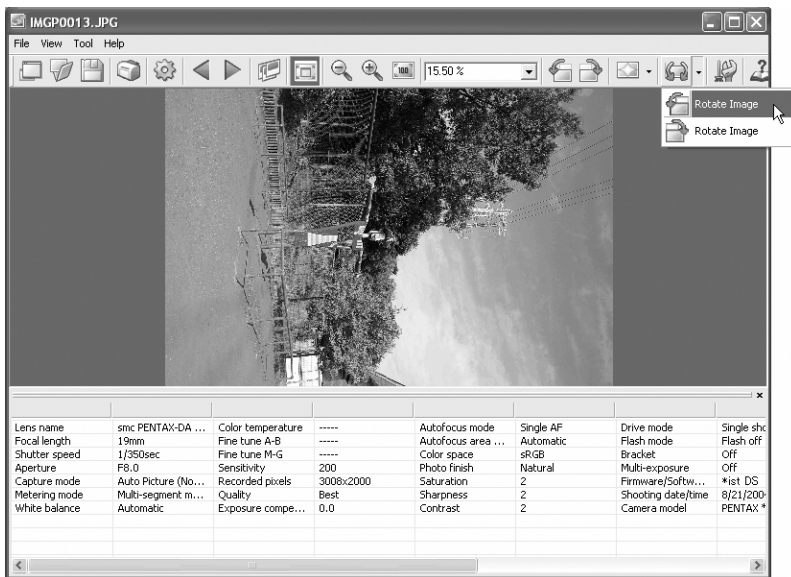 IMGP0013.JPG
File View Tool Help
100 15.50 %
Rotate Image
Rotate Image
Lens name smc PENTAX-DA ... Color temperature ----- Autofocus mode Single AF Drive mode Single sho
Focal length 19mm Fine tune A-B ----- Autofocus area ... Automatic Flash mode Flash off
Shutter speed 1/350sec Fine tune M-G ----- Color space sRGB Bracket Off
Aperture F8.0 Sensitivity 200 Photo finish Natural Multi-exposure Off
Capture mode Auto Picture (No... Recorded pixels 3008x2000 Saturation 2 Firmware/Softw... *ist DS
Metering mode Multi-segment m... Quality Best Sharpness 2 Shooting date/time 8/21/200
White balance Automatic Exposure compe... 0.0 Contrast 2 Camera model PENTAX *